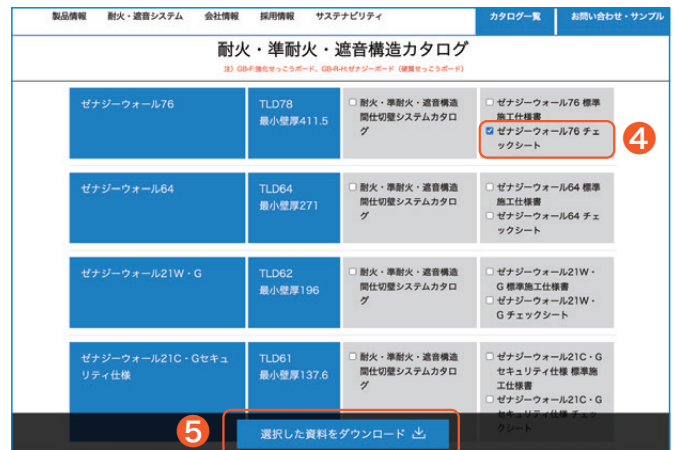 製品情報 耐火・遮音システム 会社情報 採用情報 サステナビリティ カタログ一覧 お問い合わせ・サンプル
耐火・準耐火・遮音構造カタログ
注）GB-F:強化せっこうボード、GB-R-H:ゼナジーボード（硬質せっこうボード）
ゼナジーウォール76
TLD78
最小壁厚411.5
耐火・準耐火・遮音構造
間仕切壁システムカタロ
グ
ゼナジーウォール76 標準
施工仕様書
ゼナジーウォール76 チェ
ックシート
4
ゼナジーウォール64
TLD64
最小壁厚271
耐火・準耐火・遮音構造
間仕切壁システムカタロ
グ
ゼナジーウォール64 標準
施工仕様書
ゼナジーウォール64 チェ
ックシート
ゼナジーウォール21W・G
TLD62
最小壁厚196
耐火・準耐火・遮音構造
間仕切壁システムカタロ
グ
ゼナジーウォール21W・
G 標準施工仕様書
ゼナジーウォール21W・
G チェックシート
ゼナジーウォール21C・Gセキュ
リティ仕様
TLD61
最小壁厚137.6
耐火・準耐火・遮音構造
間仕切壁システムカタロ
グ
ゼナジーウォール21C・G
セキュリティ仕様 標準施
工仕様書
ゼナジーウォール21C・G
セキュリティ仕様 チェッ
クシート
5
選択した資料をダウンロード